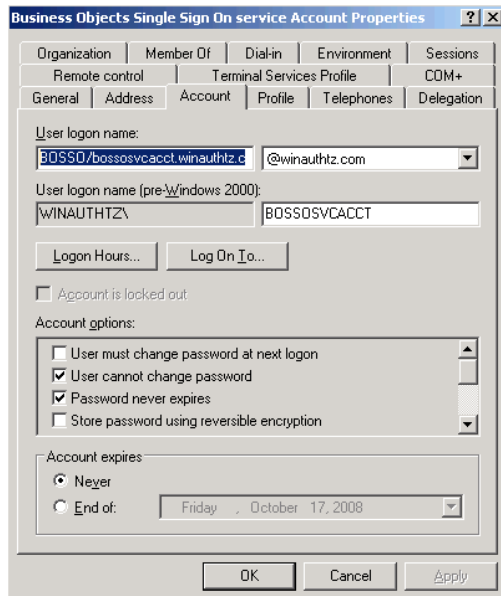 Business Objects Single Sign On service Account Properties
Organization Member Of Dial-in Environment Sessions
Remote control Terminal Services Profile COM+
General Address Account Profile Telephones Delegation
User logon name:
BOSSO/bossosvcacct.winauthtz.c @winauthtz.com
User logon name (pre-Windows 2000):
WINAUTHTZ\ BOSSOSVCACCT
Logon Hours... Log On To...
Account is locked out
Account options:
User must change password at next logon
User cannot change password
Password never expires
Store password using reversible encryption
Account expires
Never
End of: Friday , October 17, 2008
OK Cancel Apply